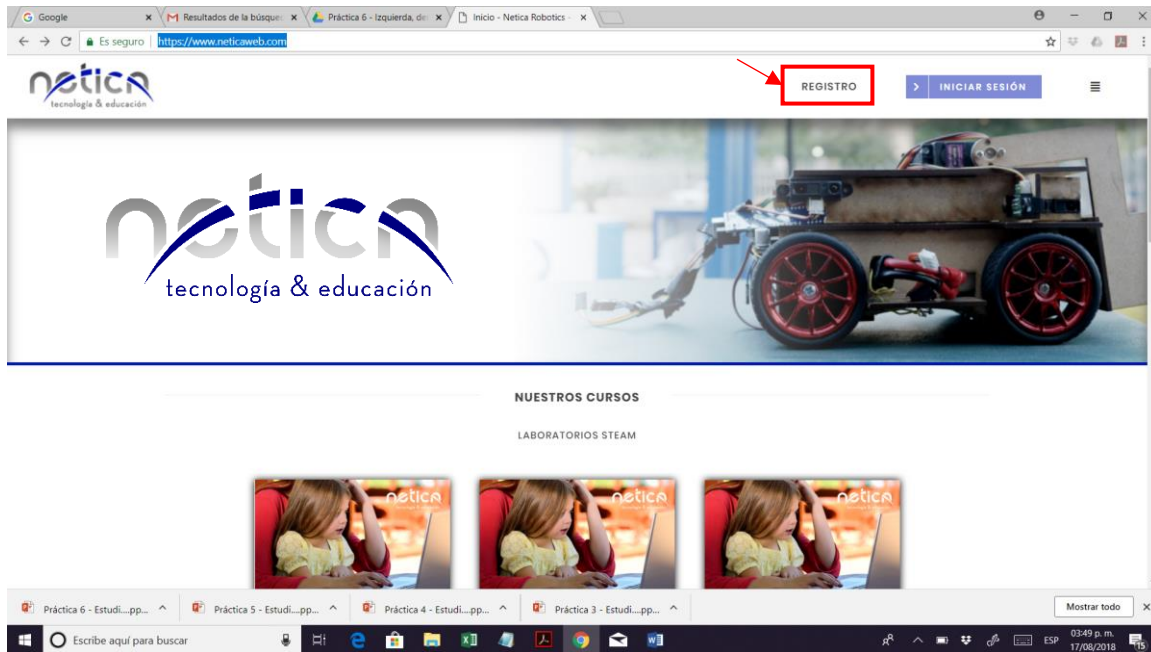 Google
Resultados de la búsque
Práctica 6 - Izquierda, de
Inicio - Netica Robotics -
Es seguro
https://www.neticaweb.com
netica
tecnología & educación
REGISTRO
> INICIAR SESIÓN
netica
tecnología & educación
NUESTROS CURSOS
LABORATORIOS STEAM
netica
netica
netica
Práctica 6 - Estudi....pp...
Práctica 5 - Estudi....pp...
Práctica 4 - Estudi....pp...
Práctica 3 - Estudi....pp...
Mostrar todo
Escribe aquí para buscar
ESP
03:49 p. m.
17/08/2018
15